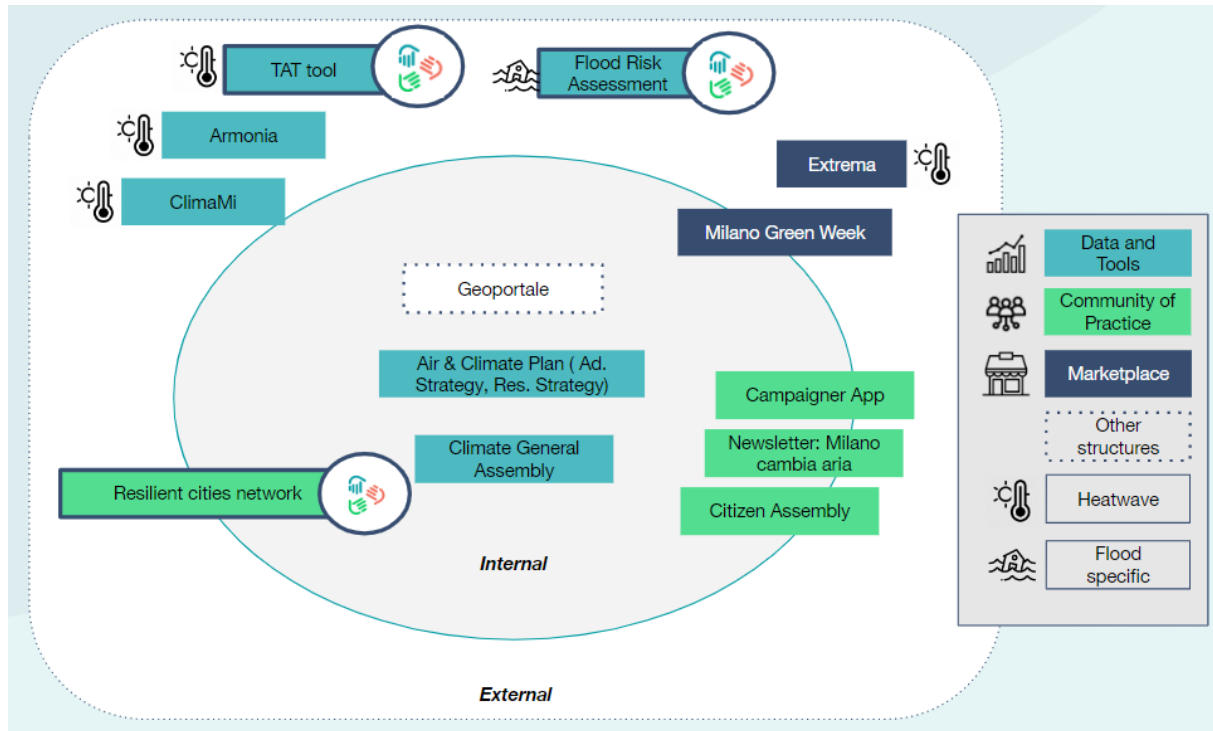 TAT tool
Flood Risk
Assessment
Armonia
Extrema
ClimaMi
Milano Green Week
Geoportale
Air & Climate Plan ( Ad.
Strategy, Res. Strategy)
Campaigner App
Climate General
Assembly
Newsletter: Milano
cambia aria
Resilient cities network
Citizen Assembly
Internal
External
Data and
Tools
Community of
Practice
Marketplace
Other
structures
Heatwave
Flood
specific